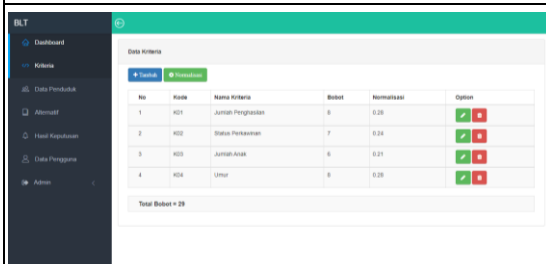 BLT
Dashboard
Kriteria
Data Penduduk
Alternatif
Hasil Keputusan
Data Pengguna
Admin
Data Kriteria
+ Tambah
Normalisasi
No Kode Nama Kriteria Bobot Normalisasi Option
1 K01 Jumlah Penghasilan 8 0.28
2 K02 Status Perkawinan 7 0.24
3 K03 Jumlah Anak 6 0.21
4 K04 Umur 8 0.28
Total Bobot = 29